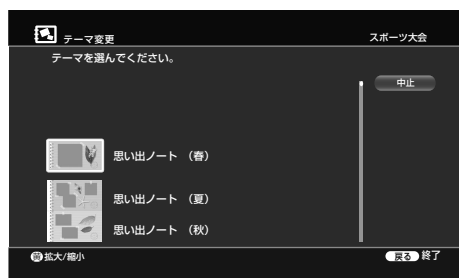 テーマ変更
スポーツ大会
テーマを選んでください。
中止
思い出ノート （春）
思い出ノート （夏）
思い出ノート （秋）
黄 拡大/縮小
戻る 終了